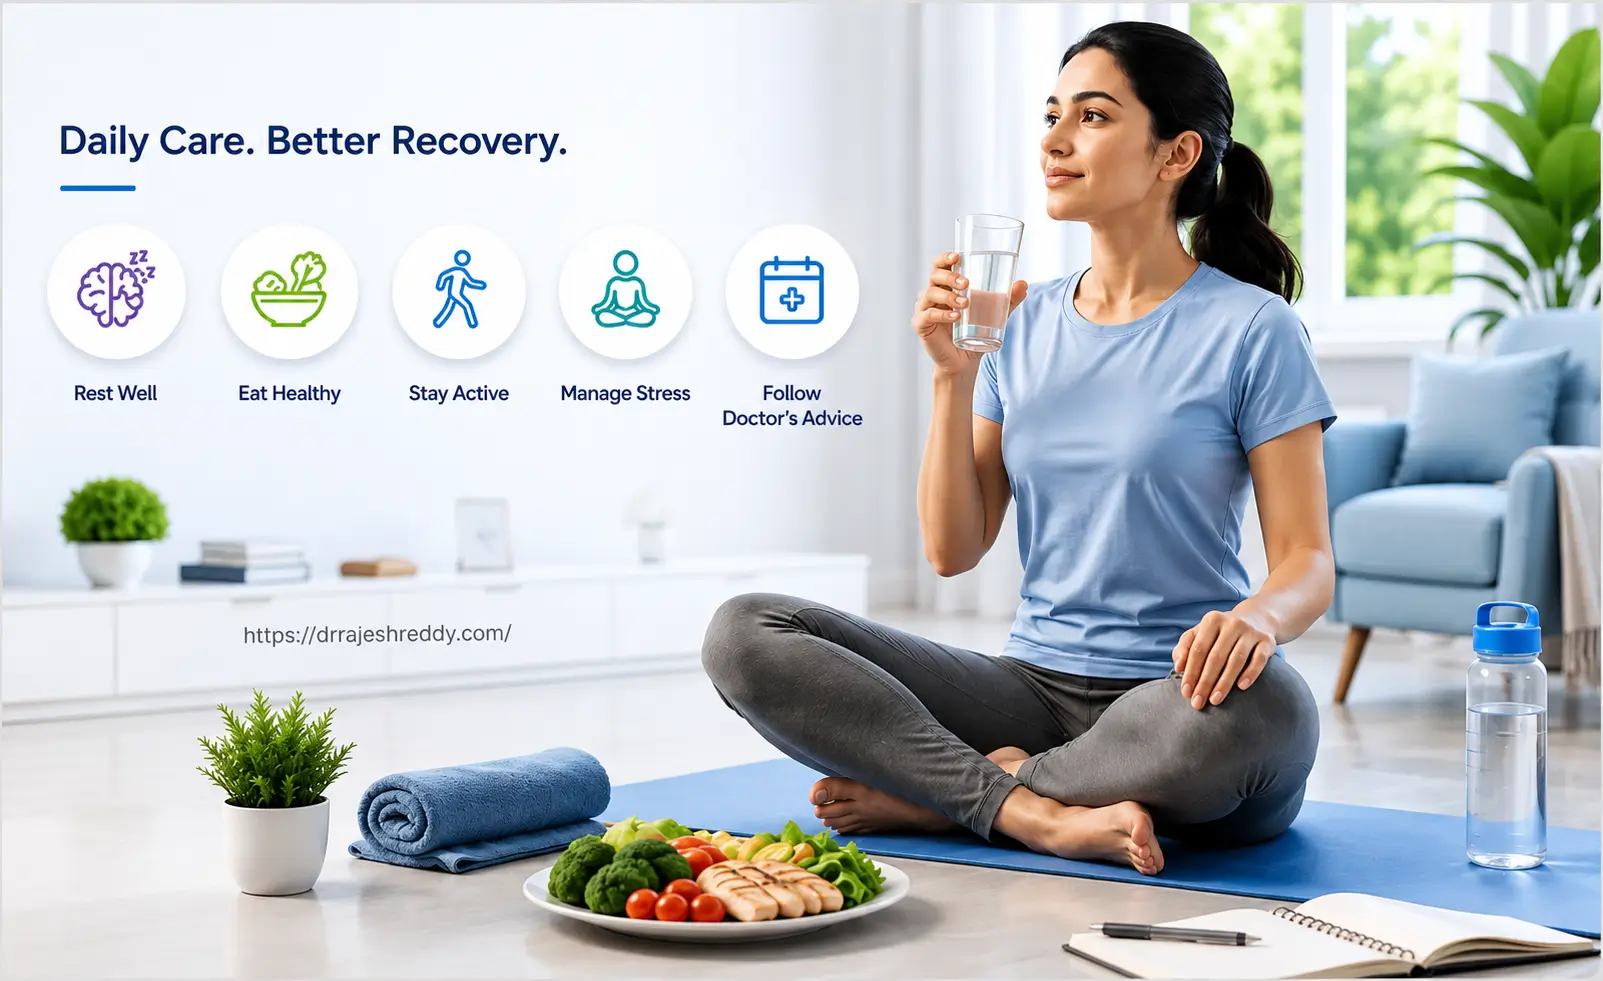 Daily Care. Better Recovery.
Rest Well
Eat Healthy
Stay Active
Manage Stress
Follow
Doctor's Advice
https://drrajeshreddy.com/